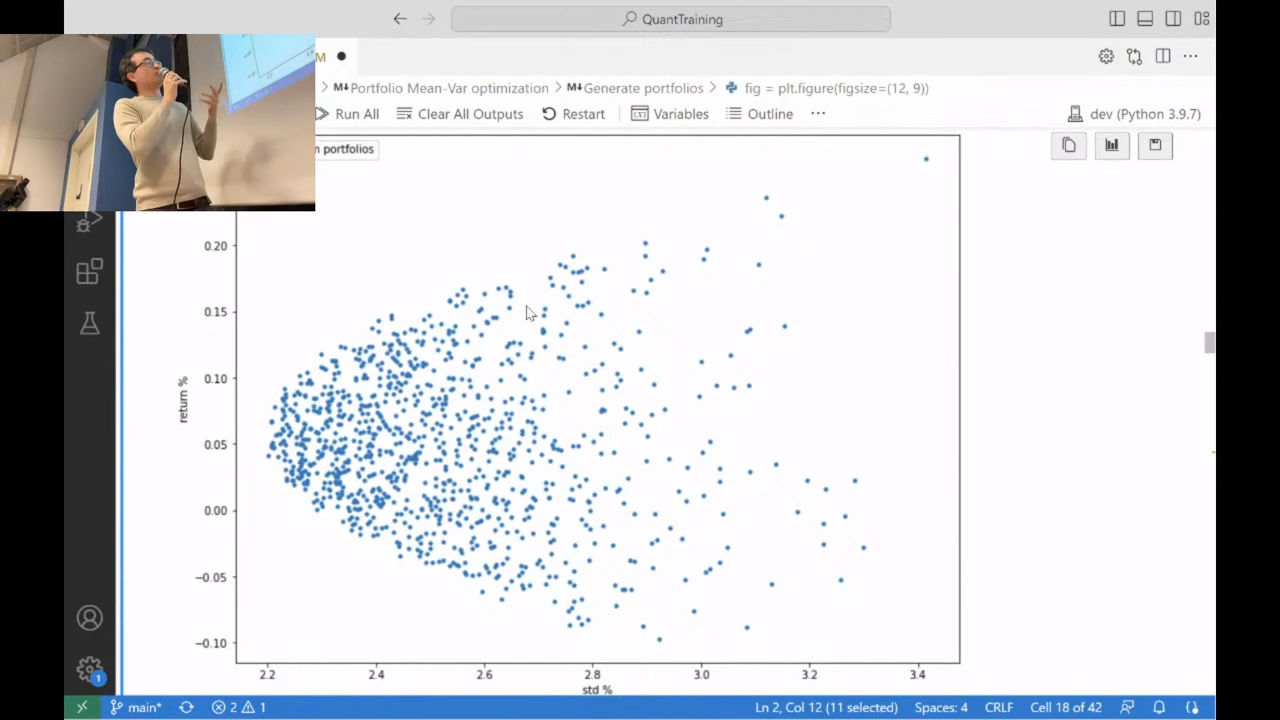 QuantTraining
M
Portfolio Mean-Var optimization > M↓Generate portfolios > fig = plt.figure(figsize=(12, 9))
Run All Clear All Outputs Restart Variables Outline ··· dev (Python 3.9.7)
portfolios
0.20
0.15
0.10
0.05
0.00
−0.05
−0.10
return %
2.2 2.4 2.6 2.8 3.0 3.2 3.4
std %
1
main* 2 1 Ln 2, Col 12 (11 selected) Spaces: 4 CRLF Cell 18 of 42